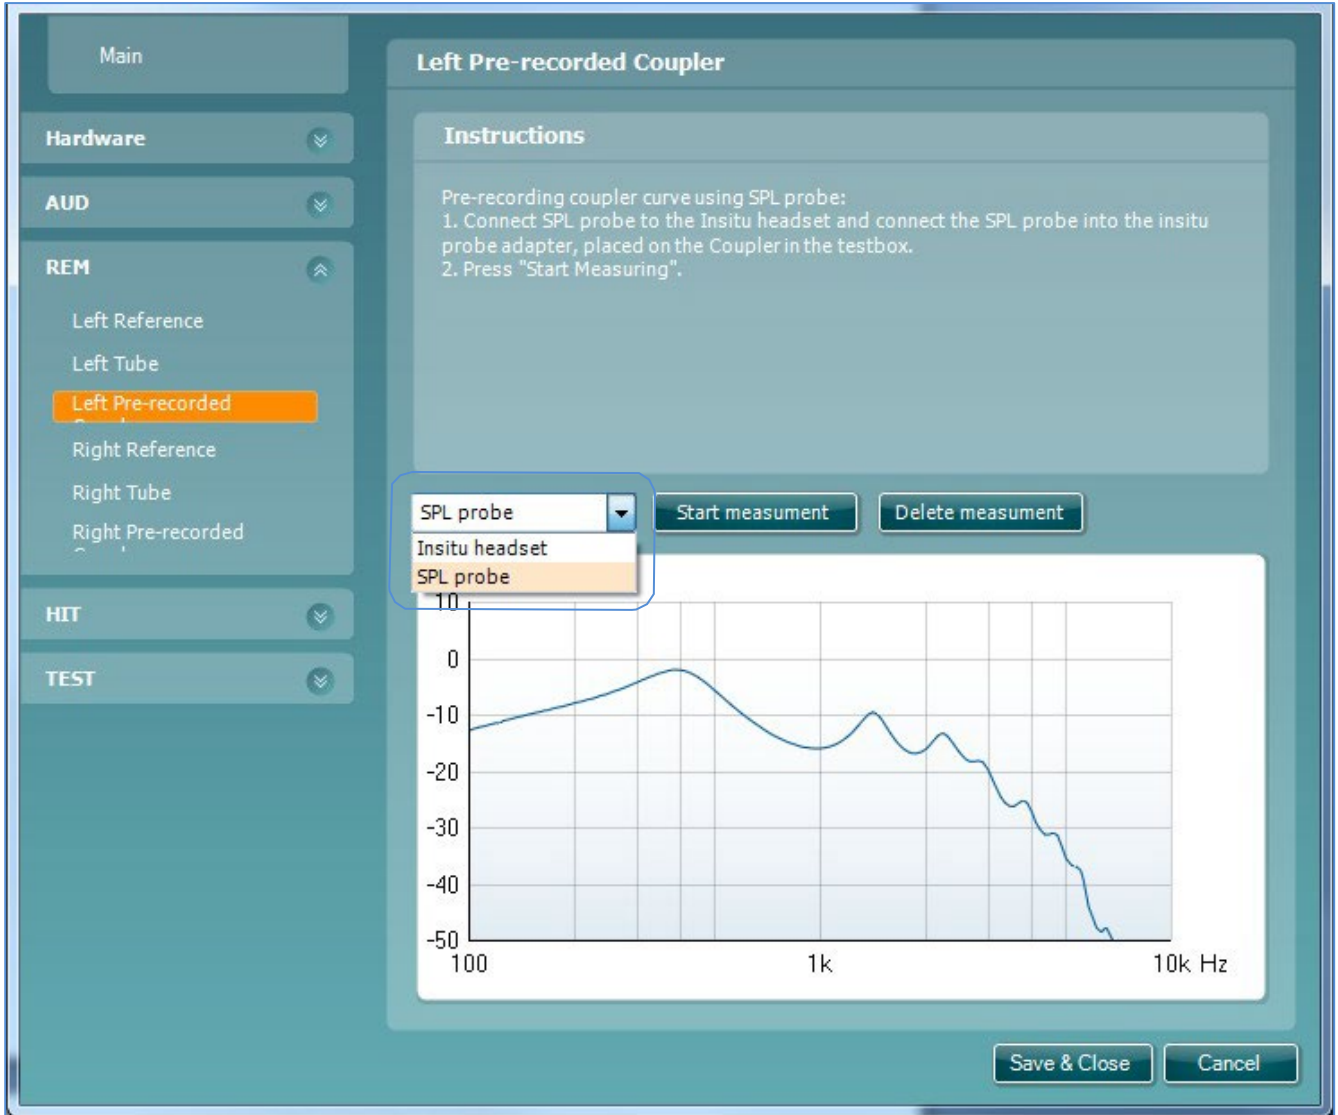 Main
Hardware
AUD
REM
Left Reference
Left Tube
Left Pre-recorded
Right Reference
Right Tube
Right Pre-recorded
HIT
TEST
Left Pre-recorded Coupler
Instructions
Pre-recording coupler curve using SPL probe:
1. Connect SPL probe to the Insitu headset and connect the SPL probe into the insitu
probe adapter, placed on the Coupler in the testbox.
2. Press "Start Measuring".
SPL probe
Start measument
Delete measument
Insitu headset
SPL probe
10
0
-10
-20
-30
-40
-50
100 1k 10k Hz
Save & Close
Cancel